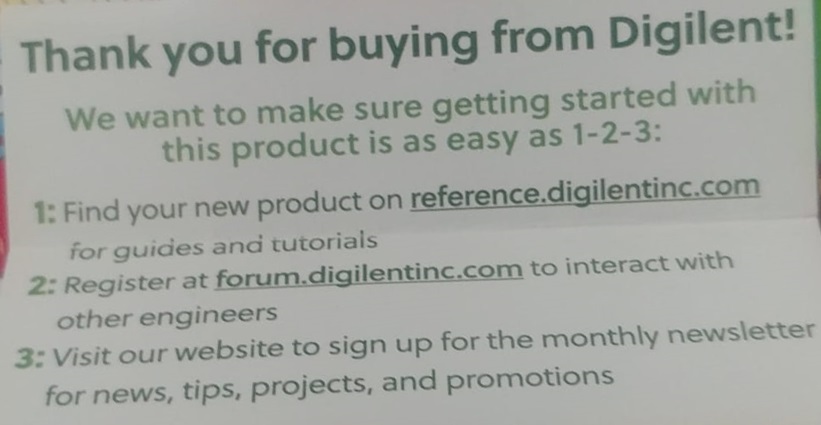 Thank you for buying from Digilent!
We want to make sure getting started with
this product is as easy as 1-2-3:
1: Find your new product on reference.digilentinc.com
for guides and tutorials
2: Register at forum.digilentinc.com to interact with
other engineers
3: Visit our website to sign up for the monthly newsletter
for news, tips, projects, and promotions